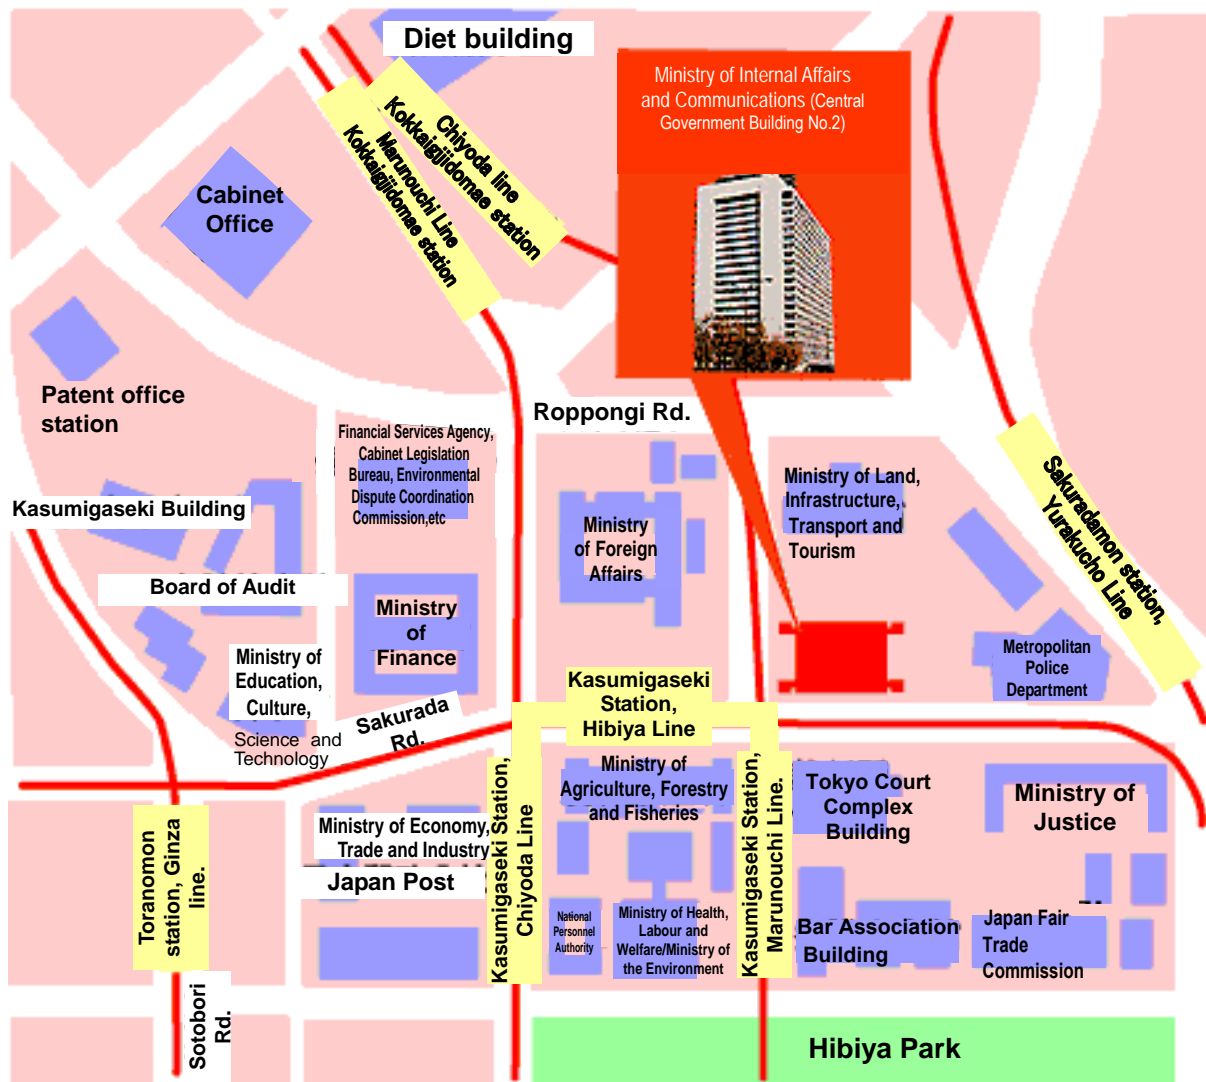 Diet building
Ministry of Internal Affairs
and Communications (Central
Government Building No.2)
Chiyoda line
Kokkaigijidomae station
Marunouchi Line
Kokkaigijidomae station
Cabinet
Office
Patent office
station
Roppongi Rd.
Financial Services Agency,
Cabinet Legislation
Bureau, Environmental
Dispute Coordination
Commission,etc
Ministry of Land,
Infrastructure,
Transport and
Tourism
Sakuradamon station,
Yurakucho Line
Kasumigaseki Building
Ministry
of Foreign
Affairs
Board of Audit
Ministry
of
Finance
Metropolitan
Police
Department
Ministry of
Education,
Culture,
Science and
Technology
Kasumigaseki
Station,
Hibiya Line
Sakurada
Rd.
Ministry of
Agriculture, Forestry
and Fisheries
Kasumigaseki Station,
Chiyoda Line
Kasumigaseki Station,
Marunouchi Line.
Tokyo Court
Complex
Building
Ministry of
Justice
Ministry of Economy,
Trade and Industry
Japan Post
Toranomon
station, Ginza
line.
National
Personnel
Authority
Ministry of Health,
Labour and
Welfare/Ministry of
the Environment
Bar Association
Building
Japan Fair
Trade
Commission
Sotobori
Rd.
Hibiya Park